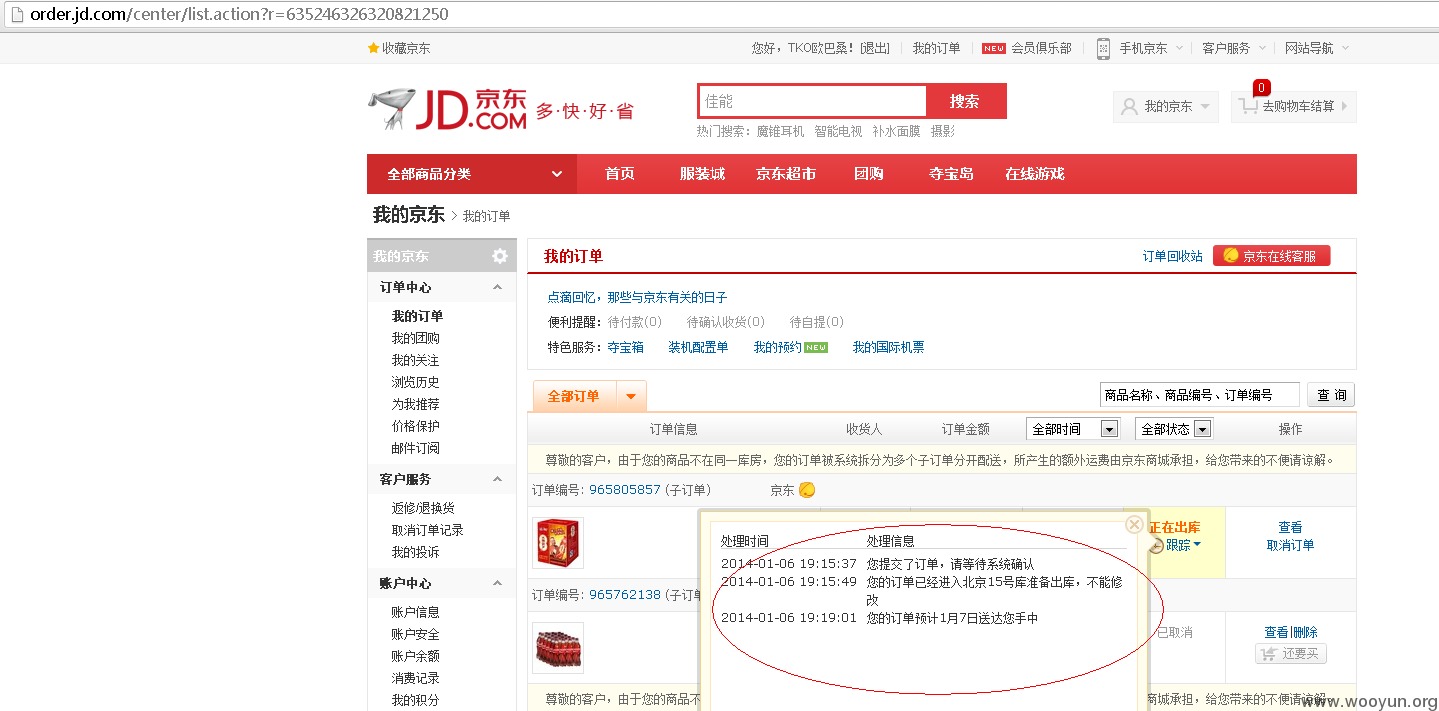 order.jd.com/center/list.action?r=635246326320821250
收藏京东 您好，TKO欧巴桑！[退出] 我的订单 NEW 会员俱乐部 手机京东 客户服务 网站导航
JD京东.COM 多·快·好·省
佳能 搜索
热门搜索：魔锥耳机 智能电视 补水面膜 摄影
我的京东 0 去购物车结算
全部商品分类 首页 服装城 京东超市 团购 夺宝岛 在线游戏
我的京东 > 我的订单
我的京东
订单中心
我的订单
我的团购
我的关注
浏览历史
为我推荐
价格保护
邮件订阅
客户服务
返修/退换货
取消订单记录
我的投诉
账户中心
账户信息
账户安全
账户余额
消费记录
我的积分
我的订单 订单回收站 京东在线客服
点滴回忆，那些与京东有关的日子
便利提醒：待付款(0) 待确认收货(0) 待自提(0)
特色服务：夺宝箱 装机配置单 我的预约 NEW 我的国际机票
全部订单 商品名称、商品编号、订单编号 查 询
订单信息 收货人 订单金额 全部时间 全部状态 操作
尊敬的客户，由于您的商品不在同一库房，您的订单被系统拆分为多个子订单分开配送，所产生的额外运费由京东商城承担，给您带来的不便请谅解。
订单编号: 965805857 (子订单) 京东
正在出库 查看
跟踪 取消订单
处理时间 处理信息
2014-01-06 19:15:37 您提交了订单，请等待系统确认
2014-01-06 19:15:49 您的订单已经进入北京15号库准备出库，不能修
改
2014-01-06 19:19:01 您的订单预计1月7日送达您手中
订单编号: 965762138 (子订单
已取消 查看|删除
还要买
尊敬的客户，由于您的商品不 商城承担，给您带来的不便请谅解。
www.wooyun.org